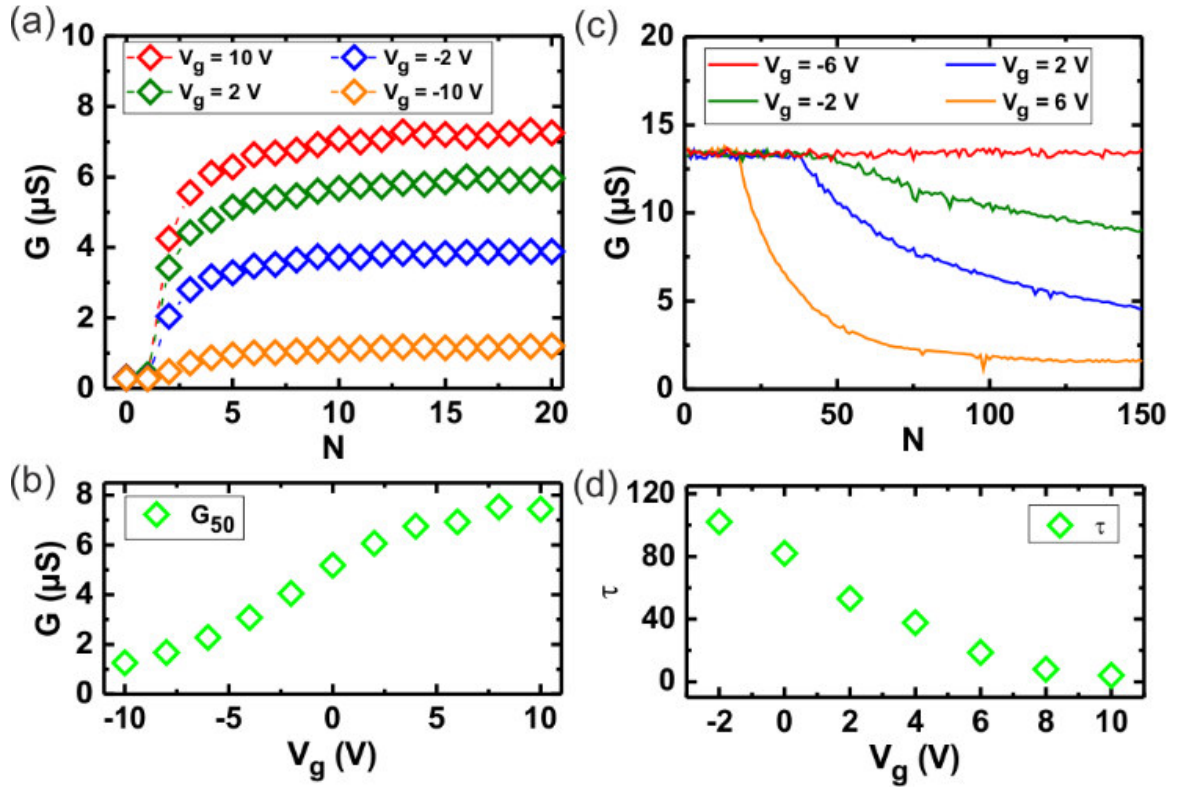 (a)
G (µS)
10
8
6
4
2
0
V_g = 10 V
V_g = -2 V
V_g = 2 V
V_g = -10 V
0 5 10 15 20
N
(c)
G (µS)
20
15
10
5
0
V_g = -6 V
V_g = 2 V
V_g = -2 V
V_g = 6 V
0 50 100 150
N
(b)
G (µS)
8
6
4
2
0
G_50
-10 -5 0 5 10
V_g (V)
(d)
τ
120
80
40
0
τ
-2 0 2 4 6 8 10
V_g (V)